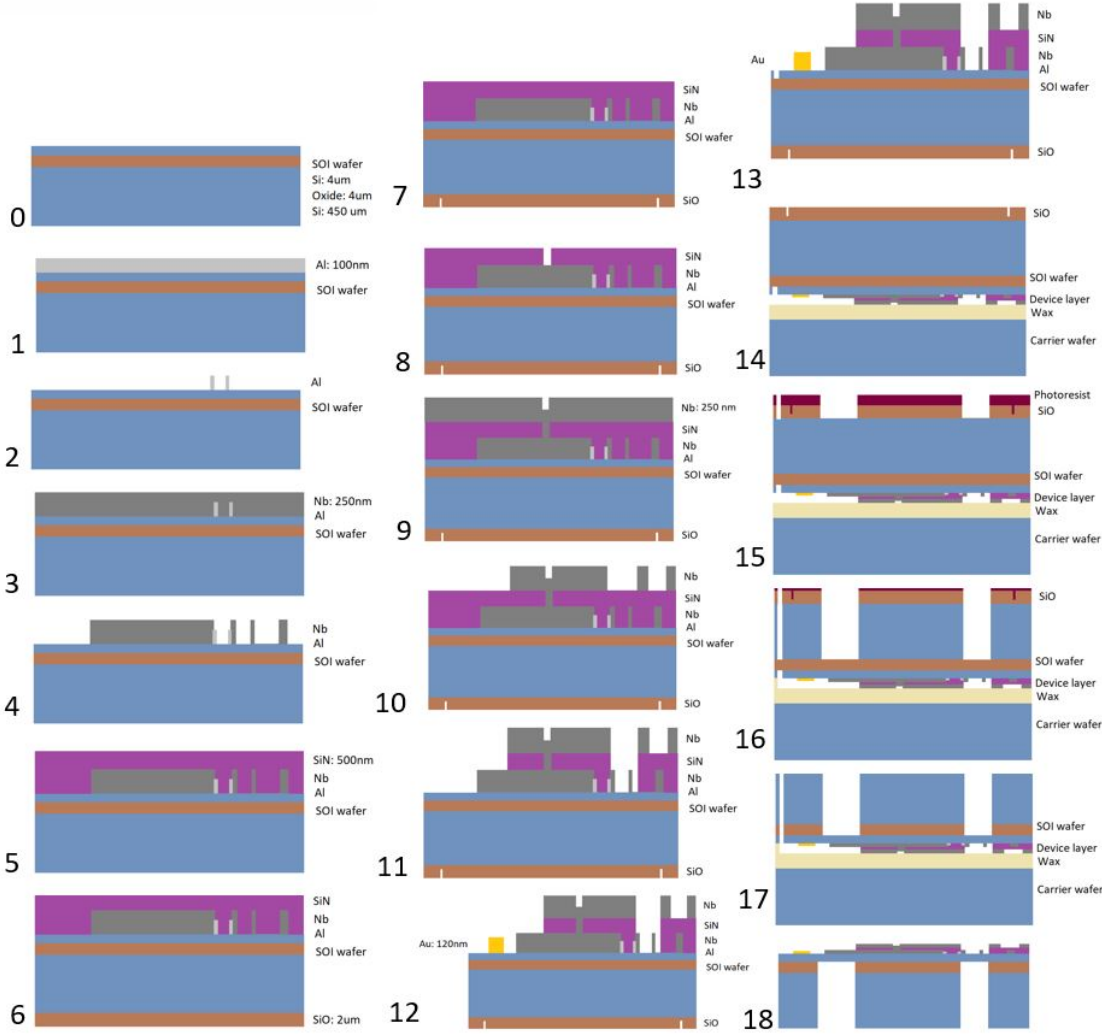 0
SOI wafer
Si: 4um
Oxide: 4um
Si: 450 um
1
Al: 100nm
SOI wafer
2
Al
SOI wafer
3
Nb: 250nm
Al
SOI wafer
4
Nb
Al
SOI wafer
5
SiN: 500nm
Nb
Al
SOI wafer
6
SiN
Nb
Al
SOI wafer
SiO: 2um
7
SiN
Nb
Al
SOI wafer
SiO
8
SiN
Nb
Al
SOI wafer
SiO
9
Nb: 250 nm
SiN
Nb
Al
SOI wafer
SiO
10
Nb
SiN
Nb
Al
SOI wafer
SiO
11
Nb
SiN
Nb
Al
SOI wafer
SiO
12
Au: 120nm
Nb
SiN
Nb
Al
SOI wafer
SiO
13
Au
Nb
SiN
Nb
Al
SOI wafer
SiO
14
SiO
SOI wafer
Device layer
Wax
Carrier wafer
15
Photoresist
SiO
SOI wafer
Device layer
Wax
Carrier wafer
16
SiO
SOI wafer
Device layer
Wax
Carrier wafer
17
SOI wafer
Device layer
Wax
Carrier wafer
18